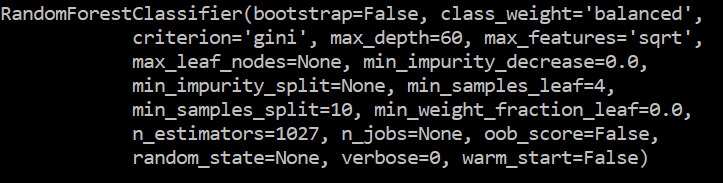 RandomForestClassifier(bootstrap=False, class_weight='balanced',
criterion='gini', max_depth=60, max_features='sqrt',
max_leaf_nodes=None, min_impurity_decrease=0.0,
min_impurity_split=None, min_samples_leaf=4,
min_samples_split=10, min_weight_fraction_leaf=0.0,
n_estimators=1027, n_jobs=None, oob_score=False,
random_state=None, verbose=0, warm_start=False)